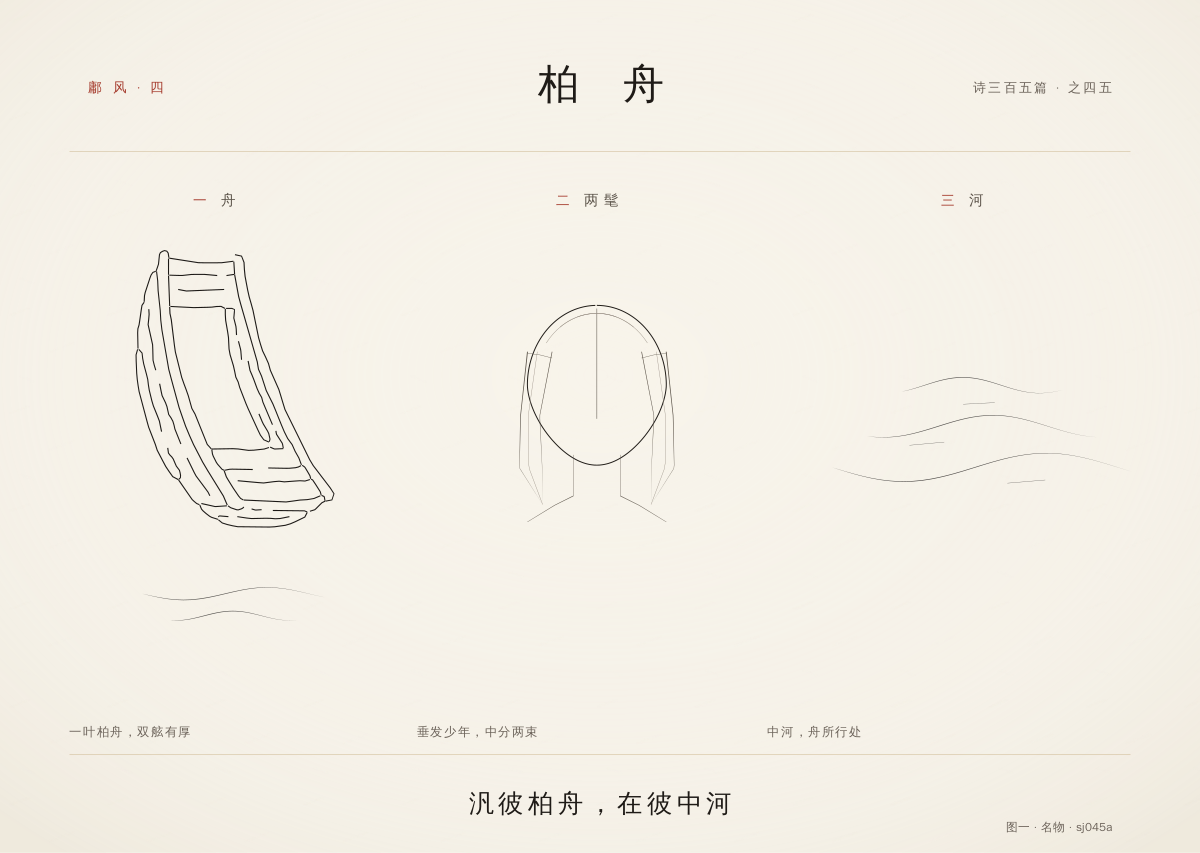 鄘风·四
柏舟
诗三百五篇 · 之四五
一 舟
二 两髦
三 河
一叶柏舟，双舷有厚
垂发少年，中分两束
中河，舟所行处
汎彼柏舟，在彼中河
图一 · 名物 · sj045a